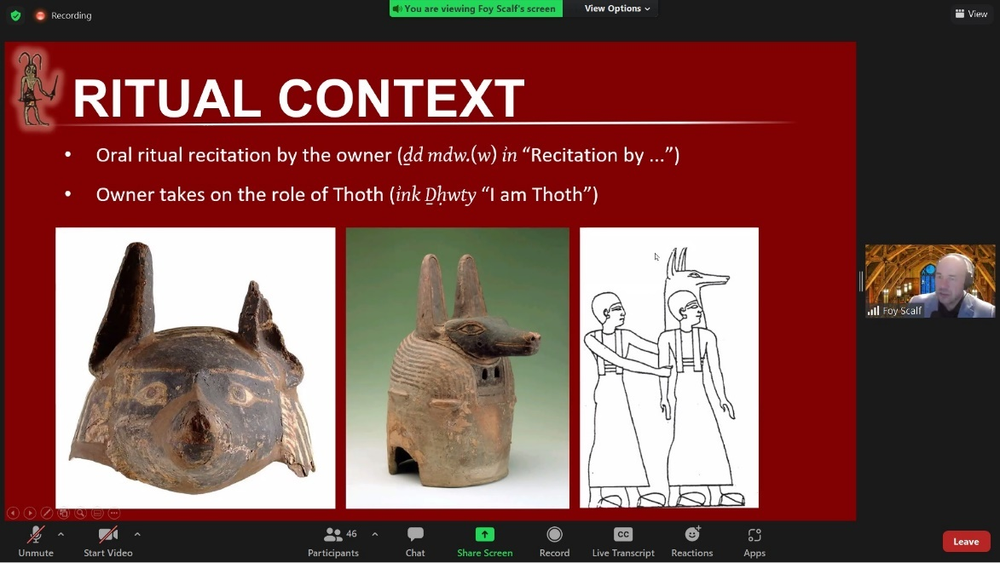 Recording
You are viewing Foy Scalf's screen
View Options
View
RITUAL CONTEXT
• Oral ritual recitation by the owner (ḏd mdw.(w) ỉn “Recitation by ...”)
• Owner takes on the role of Thoth (ỉnk Ḏḥwty “I am Thoth”)
Foy Scalf
Unmute
Start Video
46
Participants
Chat
Share Screen
Record
CC
Live Transcript
Reactions
Apps
Leave